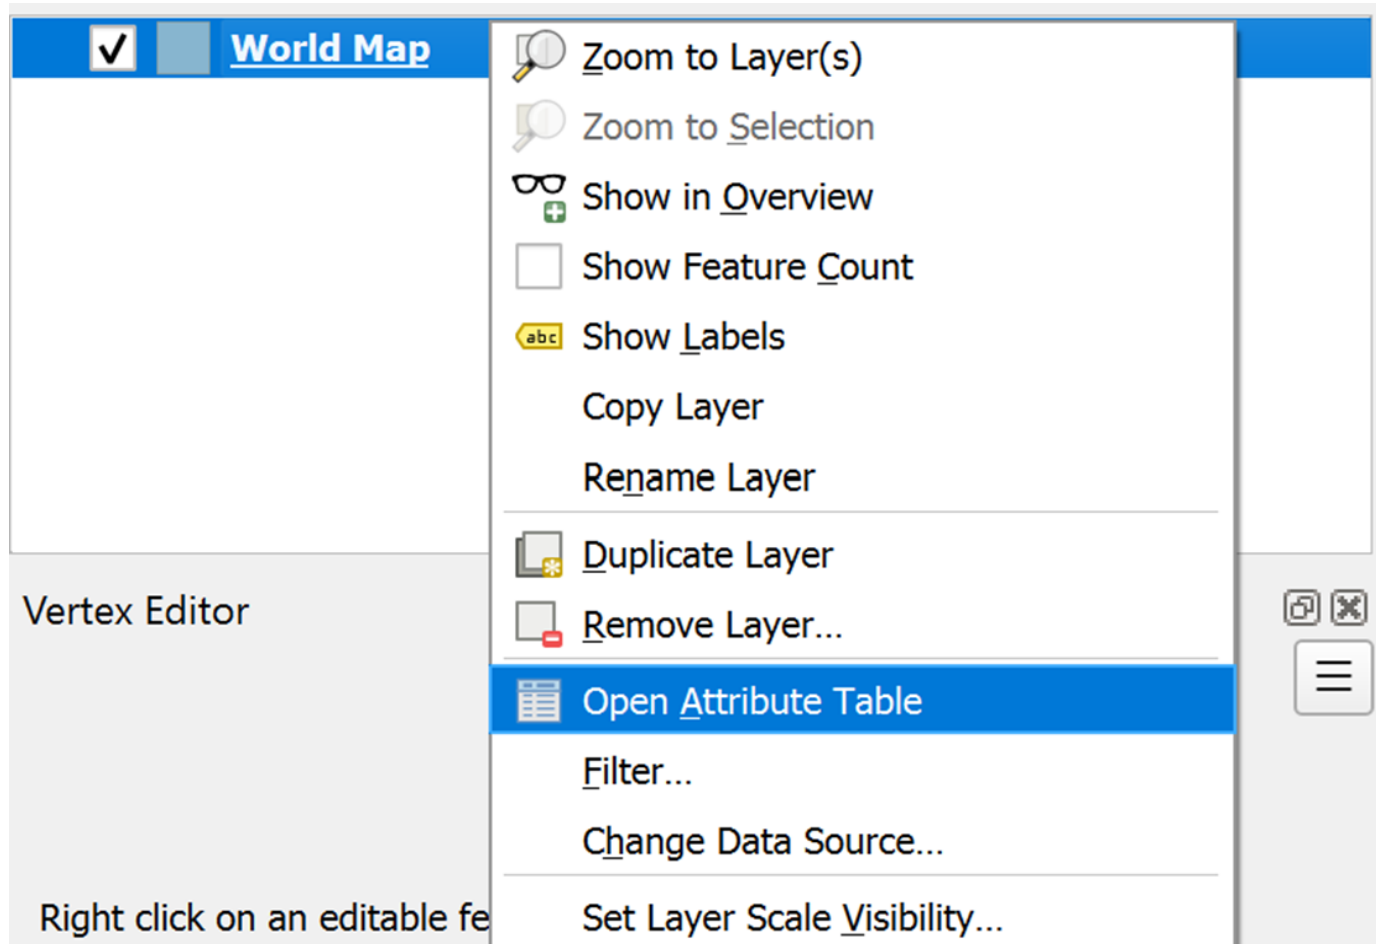 World Map
Zoom to Layer(s)
Zoom to Selection
Show in Overview
Show Feature Count
abc Show Labels
Copy Layer
Rename Layer
Duplicate Layer
Remove Layer...
Open Attribute Table
Filter...
Change Data Source...
Set Layer Scale Visibility...
Vertex Editor
Right click on an editable fe